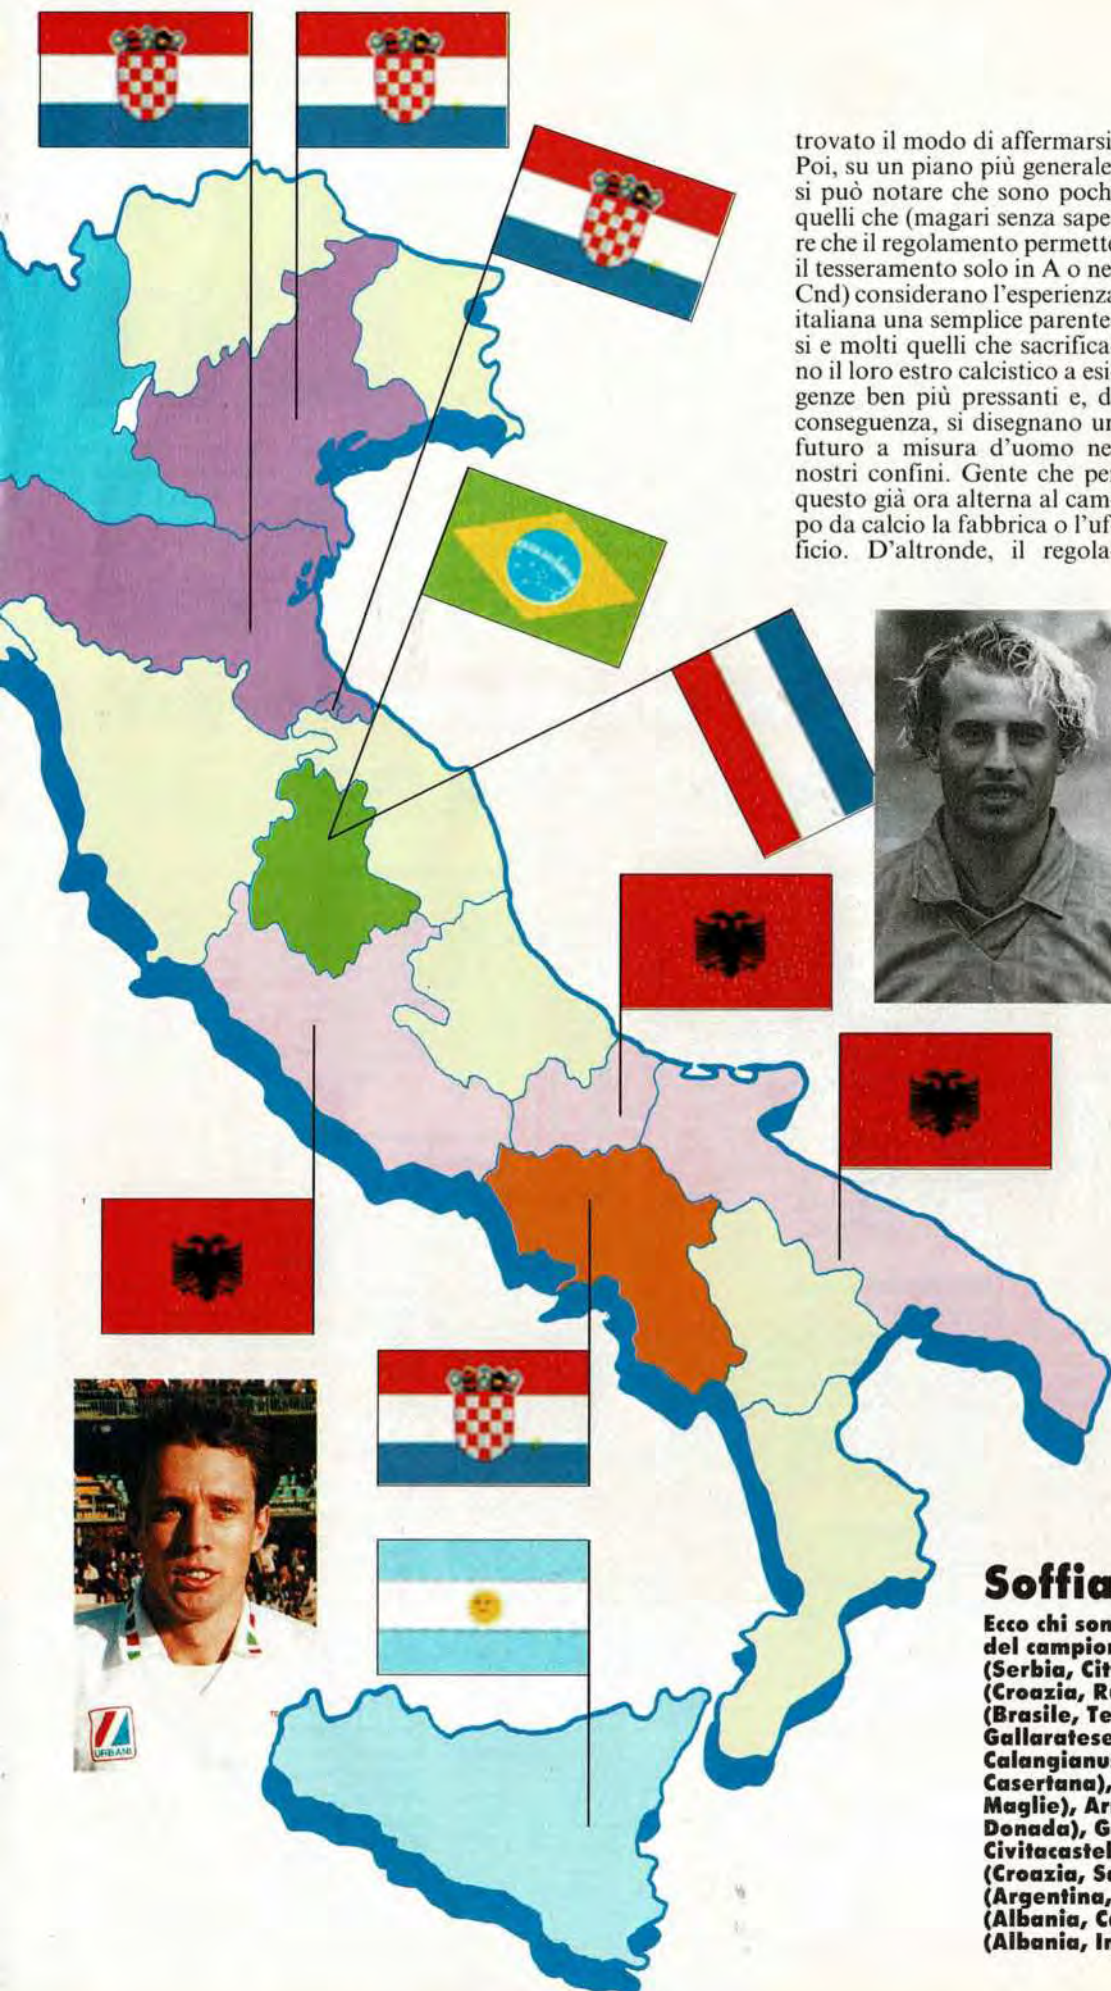 trovato il modo di affermarsi
Poi, su un piano più generale
si può notare che sono poch
quelli che (magari senza sape
re che il regolamento permette
il tesseramento solo in A o ne
Cnd) considerano l'esperienza
italiana una semplice parente
si e molti quelli che sacrifica
no il loro estro calcistico a esi
genze ben più pressanti e, d
conseguenza, si disegnano un
futuro a misura d'uomo ne
nostri confini. Gente che per
questo già ora alterna al cam
po da calcio la fabbrica o l'uf
ficio. D'altronde, il regola
URBANI
Soffia
Ecco chi son
del campion
(Serbia, Cit
(Croazia, R
(Brasile, Te
Gallaratese
Calangianu
Casertana),
Maglie), Ar
Donada), G
Civitacastel
(Croazia, S
(Argentina,
(Albania, C
(Albania, I